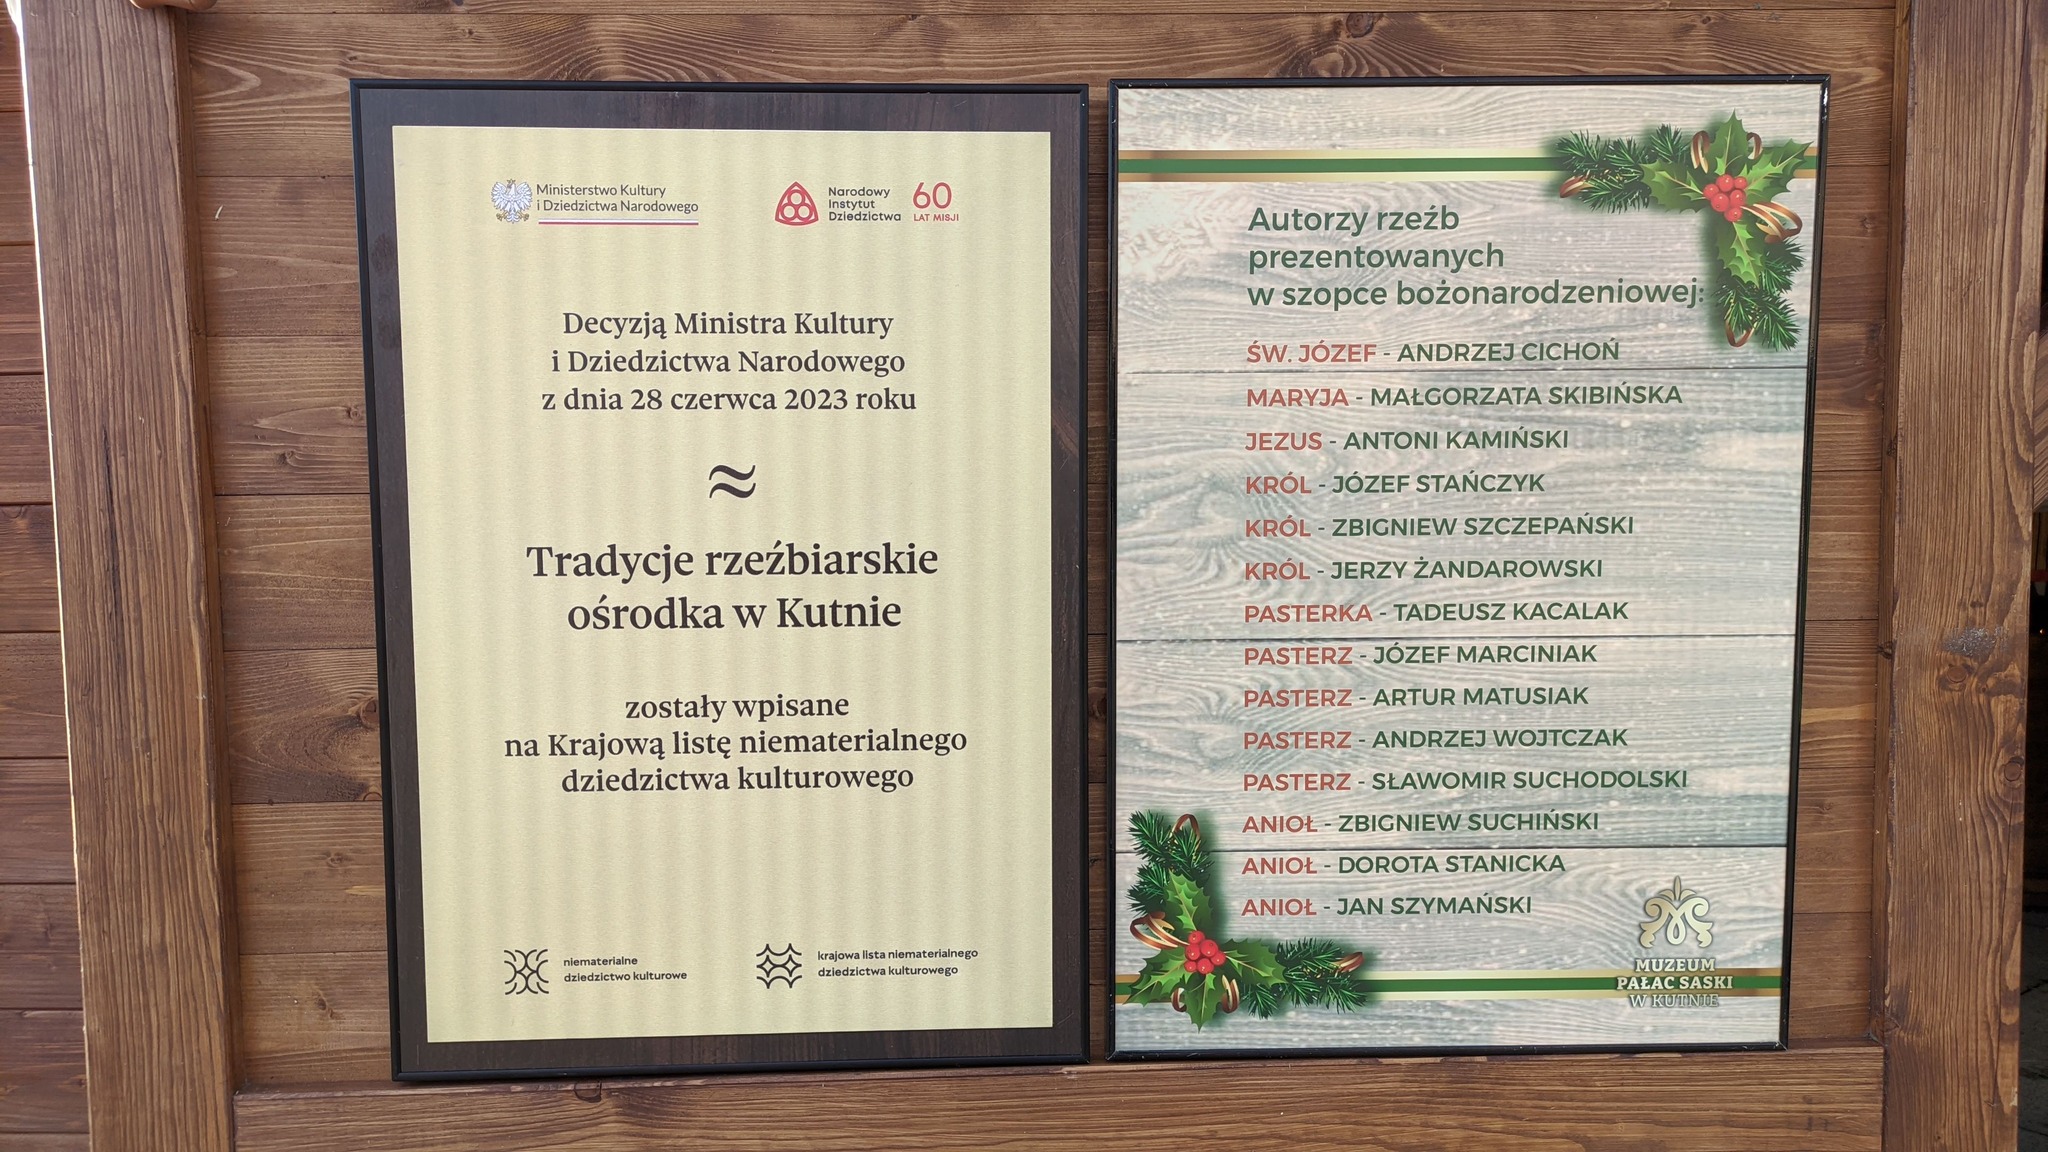 Ministerstwo Kultury
i Dziedzictwa Narodowego
Narodowy
Instytut
Dziedzictwa
60
LAT MISJI
Decyzją Ministra Kultury
i Dziedzictwa Narodowego
z dnia 28 czerwca 2023 roku
≈
Tradycje rzeźbiarskie
ośrodka w Kutnie
zostały wpisane
na Krajową listę niematerialnego
dziedzictwa kulturowego
niematerialne
dziedzictwo kulturowe
krajowa lista niematerialnego
dziedzictwa kulturowego
Autorzy rzeźb
prezentowanych
w szopce bożonarodzeniowej:
ŚW. JÓZEF - ANDRZEJ CICHOŃ
MARYJA - MAŁGORZATA SKIBIŃSKA
JEZUS - ANTONI KAMIŃSKI
KRÓL - JÓZEF STAŃCZYK
KRÓL - ZBIGNIEW SZCZEPAŃSKI
KRÓL - JERZY ŻANDAROWSKI
PASTERKA - TADEUSZ KACALAK
PASTERZ - JÓZEF MARCINIAK
PASTERZ - ARTUR MATUSIAK
PASTERZ - ANDRZEJ WOJTCZAK
PASTERZ - SŁAWOMIR SUCHODOLSKI
ANIOŁ - ZBIGNIEW SUCHIŃSKI
ANIOŁ - DOROTA STANICKA
ANIOŁ - JAN SZYMAŃSKI
MUZEUM
PAŁAC SASKI
W KUTNIE